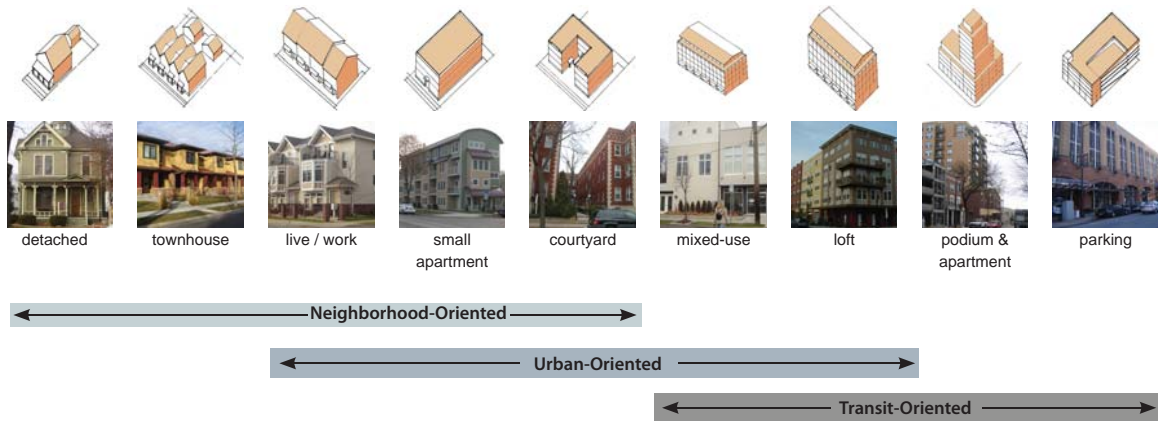 detached
townhouse
live / work
small
apartment
courtyard
mixed-use
loft
podium &
apartment
parking
Neighborhood-Oriented
Urban-Oriented
Transit-Oriented